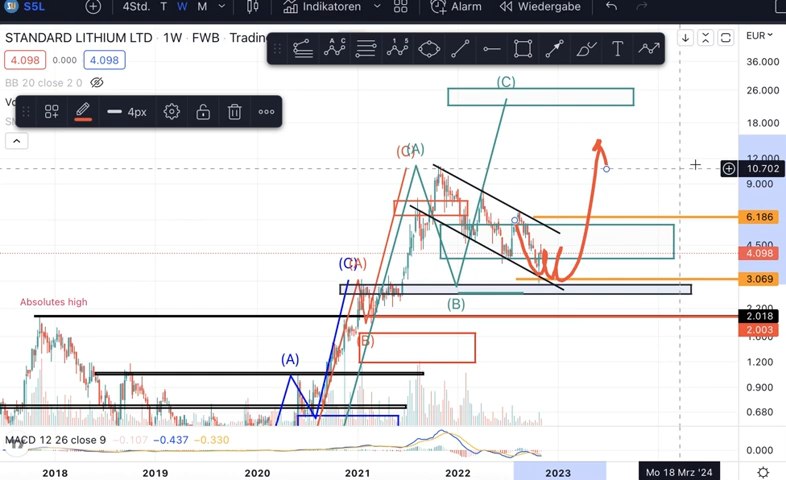 S5L 4Std. T W M Indikatoren Alarm Wiedergabe
STANDARD LITHIUM LTD · 1W · FWB · Trading
EUR
4.098 0.000 4.098
BB 20 close 2 0
4px
A C
1 5
T
36.000
26.000
18.000
12.000
10.702
9.000
6.186
4.500
4.098
3.069
2.018
2.003
1.200
0.900
0.680
0.000
(C)
(C)
(A)
(C)
(A)
(B)
(B)
(A)
Absolutes high
MACD 12 26 close 9 -0.107 -0.437 -0.330
2018 2019 2020 2021 2022 2023 Mo 18 Mrz '24